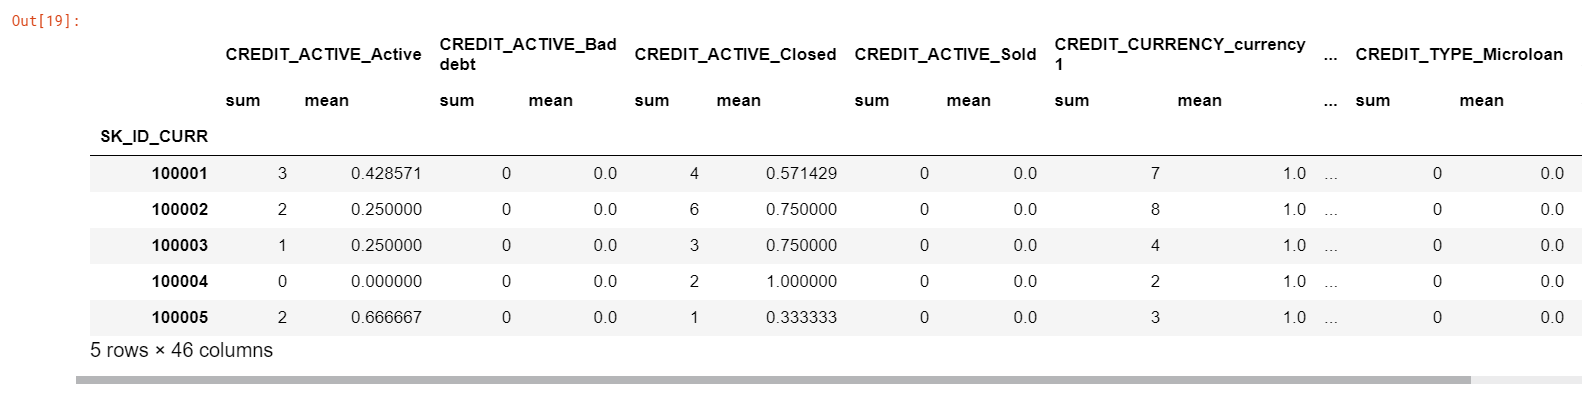 Out[19]:
CREDIT_ACTIVE_Active CREDIT_ACTIVE_Bad debt CREDIT_ACTIVE_Closed CREDIT_ACTIVE_Sold CREDIT_CURRENCY_currency 1 ... CREDIT_TYPE_Microloan
sum mean sum mean sum mean sum mean sum mean ... sum mean
SK_ID_CURR
100001 3 0.428571 0 0.0 4 0.571429 0 0.0 7 1.0 ... 0 0.0
100002 2 0.250000 0 0.0 6 0.750000 0 0.0 8 1.0 ... 0 0.0
100003 1 0.250000 0 0.0 3 0.750000 0 0.0 4 1.0 ... 0 0.0
100004 0 0.000000 0 0.0 2 1.000000 0 0.0 2 1.0 ... 0 0.0
100005 2 0.666667 0 0.0 1 0.333333 0 0.0 3 1.0 ... 0 0.0
5 rows × 46 columns